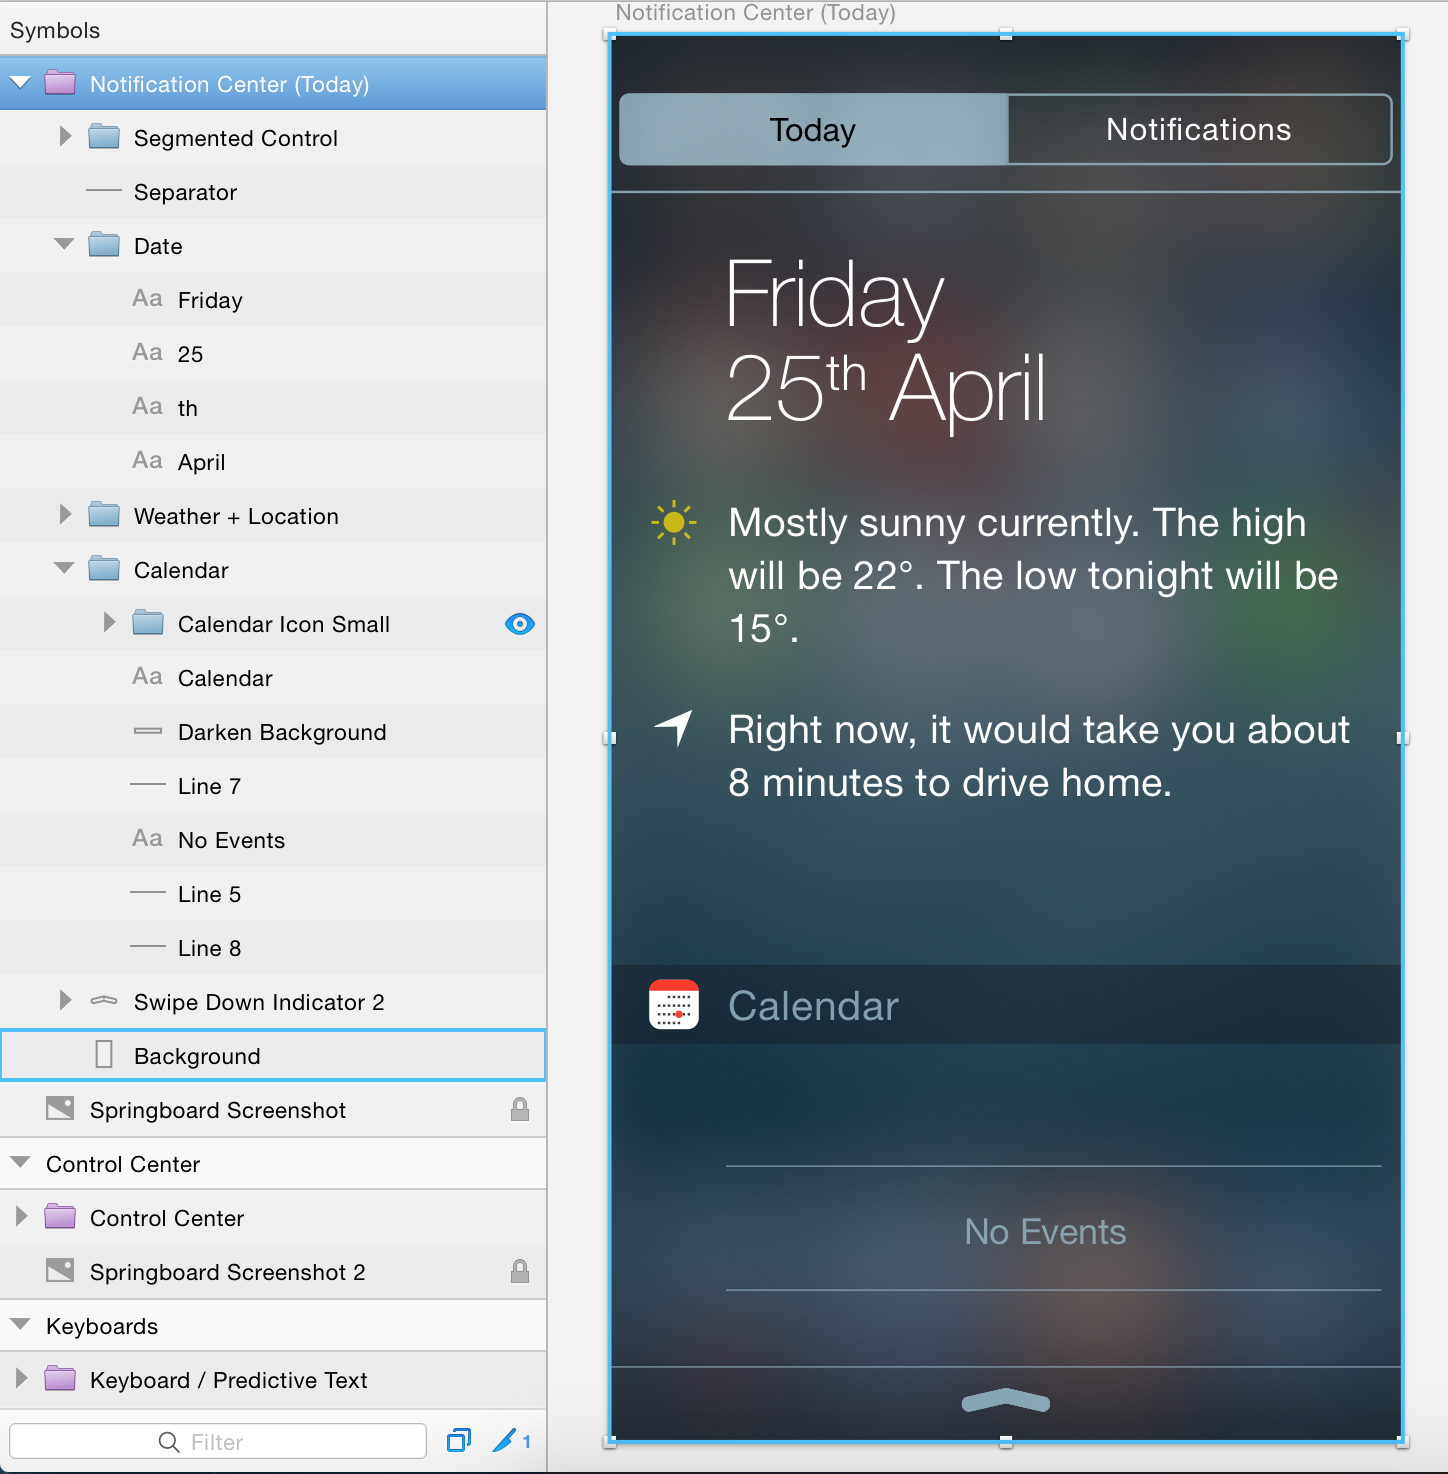 Symbols
Notification Center (Today)
Segmented Control
Separator
Date
Aa Friday
Aa 25
Aa th
Aa April
Weather + Location
Calendar
Calendar Icon Small
Aa Calendar
Darken Background
Line 7
Aa No Events
Line 5
Line 8
Swipe Down Indicator 2
Background
Springboard Screenshot
Control Center
Control Center
Springboard Screenshot 2
Keyboards
Keyboard / Predictive Text
Filter
1
Notification Center (Today)
Today Notifications
Friday
25th April
Mostly sunny currently. The high
will be 22°. The low tonight will be
15°.
Right now, it would take you about
8 minutes to drive home.
Calendar
No Events